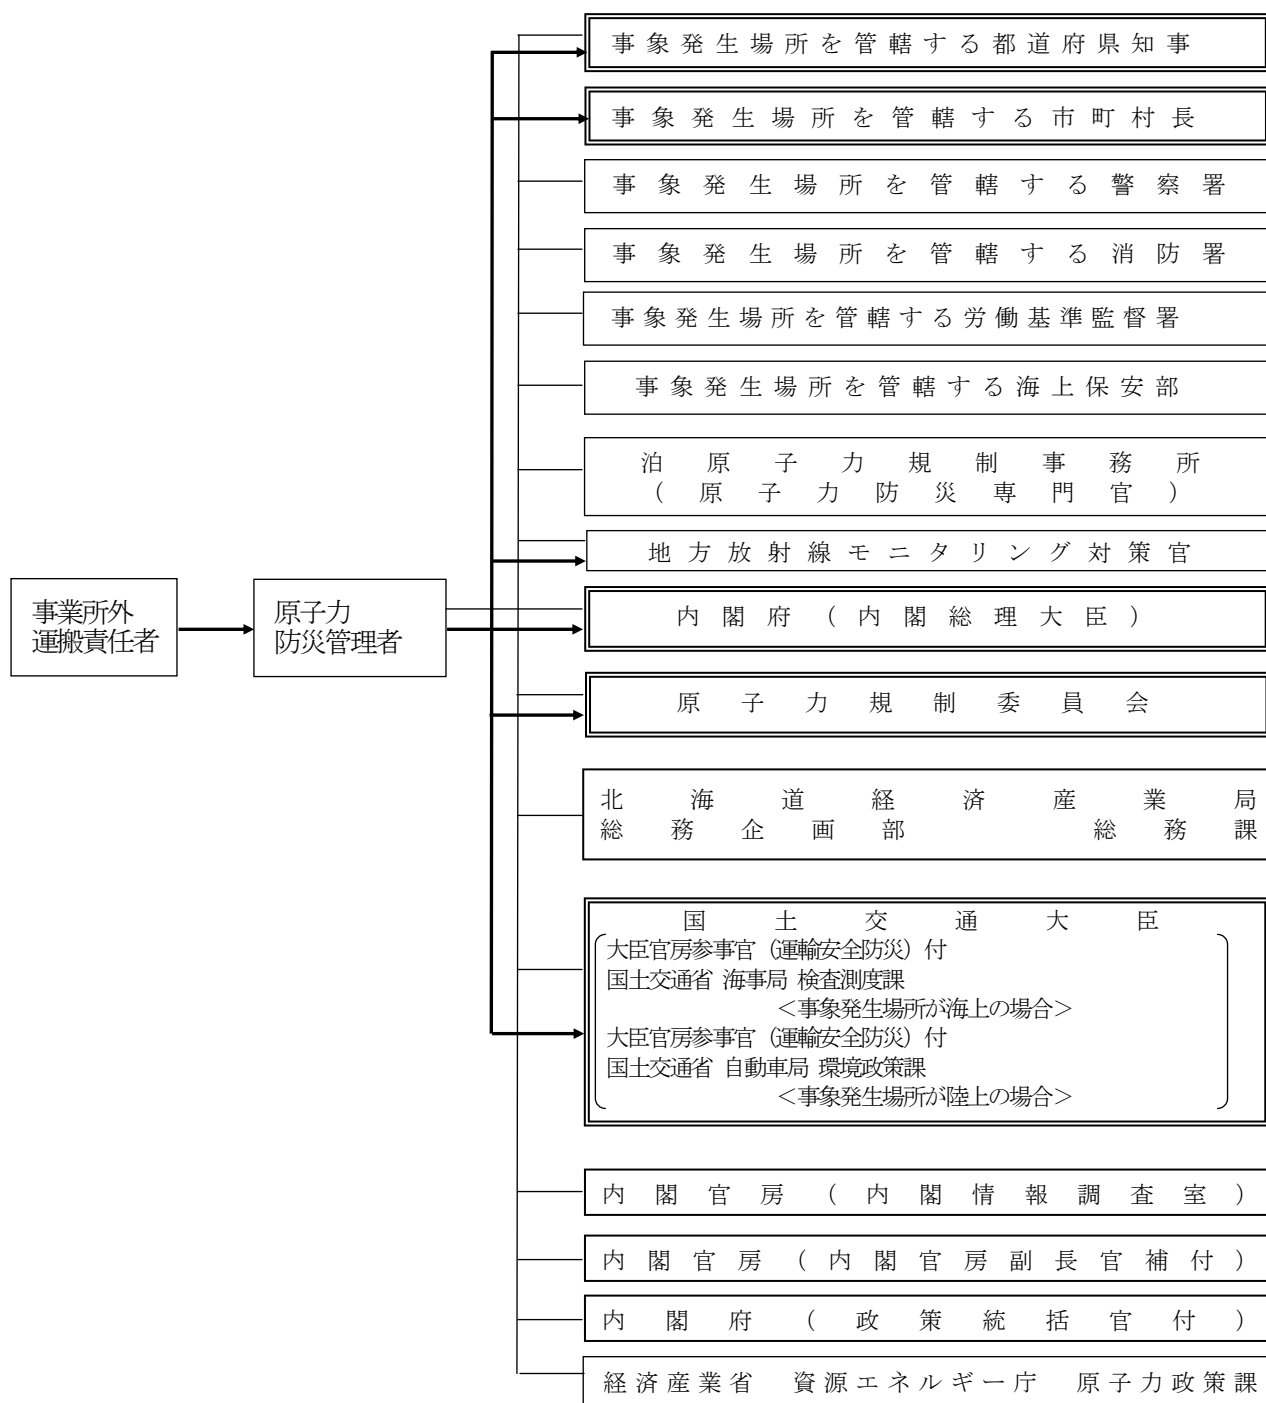 事象発生場所を管轄する都道府県知事
事象発生場所を管轄する市町村長
事象発生場所を管轄する警察署
事象発生場所を管轄する消防署
事象発生場所を管轄する労働基準監督署
事象発生場所を管轄する海上保安部
泊原子力規制事務所
（原子力防災専門官）
地方放射線モニタリング対策官
事業所外
運搬責任者
原子力
防災管理者
内閣府（内閣総理大臣）
原子力規制委員会
北海道経済産業局
総務企画部　総務課
国土交通大臣
大臣官房参事官（運輸安全防災）付
国土交通省 海事局 検査測度課
＜事象発生場所が海上の場合＞
大臣官房参事官（運輸安全防災）付
国土交通省 自動車局 環境政策課
＜事象発生場所が陸上の場合＞
内閣官房（内閣情報調査室）
内閣官房（内閣官房副長官補付）
内閣府（政策統括官付）
経済産業省　資源エネルギー庁　原子力政策課